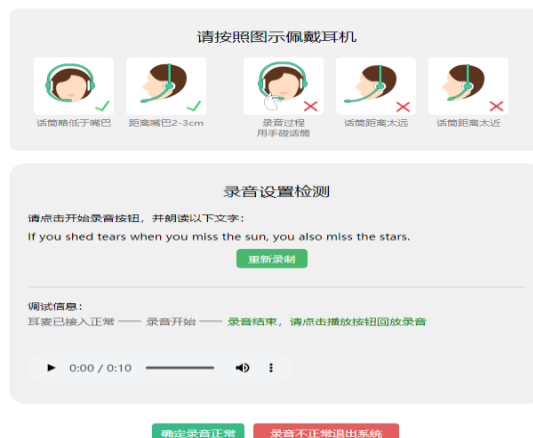 请按照图示佩戴耳机
话筒略低于嘴巴
距离嘴巴2-3cm
录音过程
用手碰话筒
话筒距离太远
话筒距离太近
录音设置检测
请点击开始录音按钮，并朗读以下文字：
If you shed tears when you miss the sun, you also miss the stars.
重新录制
调试信息：
耳麦已接入正常 —— 录音开始 —— 录音结束，请点击播放按钮回放录音
0:00 / 0:10
确定录音正常
录音不正常退出系统